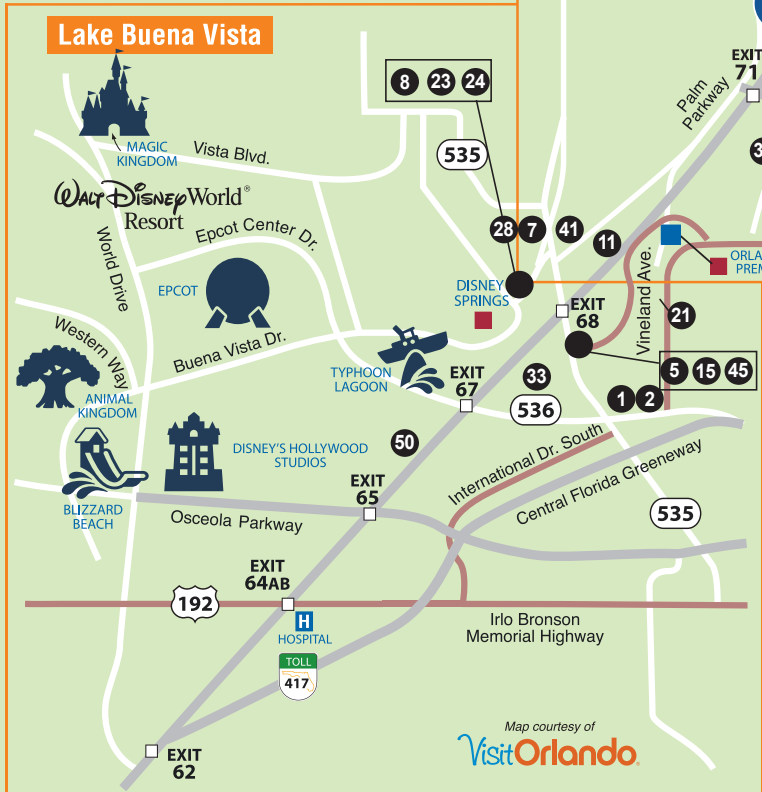 Lake Buena Vista
8 23 24
EXIT
71
Palm
Parkway
MAGIC
KINGDOM
Vista Blvd.
535
WALT DISNEY World®
Resort
Epcot Center Dr.
World Drive
28 7 41
11
Vineland Ave.
EPCOT
DISNEY
SPRINGS
EXIT
68
21
Western Way
Buena Vista Dr.
TYPHOON
LAGOON
EXIT
67
33
536
5 15 45
1 2
ANIMAL
KINGDOM
DISNEY'S HOLLYWOOD
STUDIOS
50
International Dr. South
Central Florida Greeneway
BLIZZARD
BEACH
EXIT
65
Osceola Parkway
535
EXIT
64AB
192
H
HOSPITAL
Irlo Bronson
Memorial Highway
TOLL
417
EXIT
62
Map courtesy of
Visit Orlando